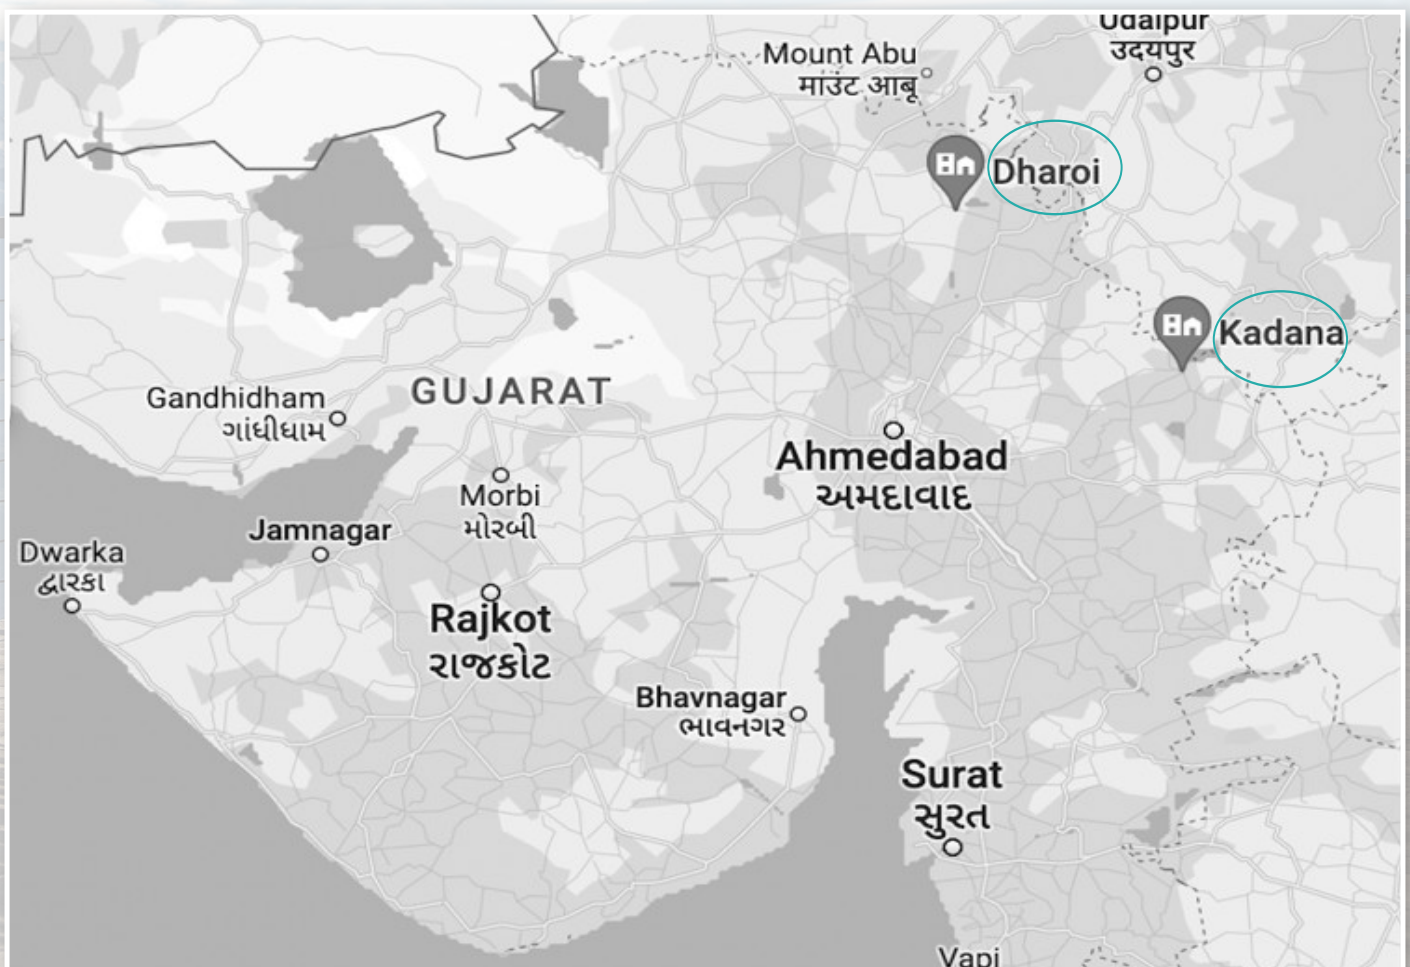 Udaipur
उदयपुर
Mount Abu
माउंट आबू
Dharoi
Kadana
GUJARAT
Gandhidham
ગાંધીધામ
Ahmedabad
અમદાવાદ
Morbi
મોરબી
Jamnagar
Dwarka
દ્વારકા
Rajkot
રાજકોટ
Bhavnagar
ભાવનગર
Surat
સુરત
Vapi